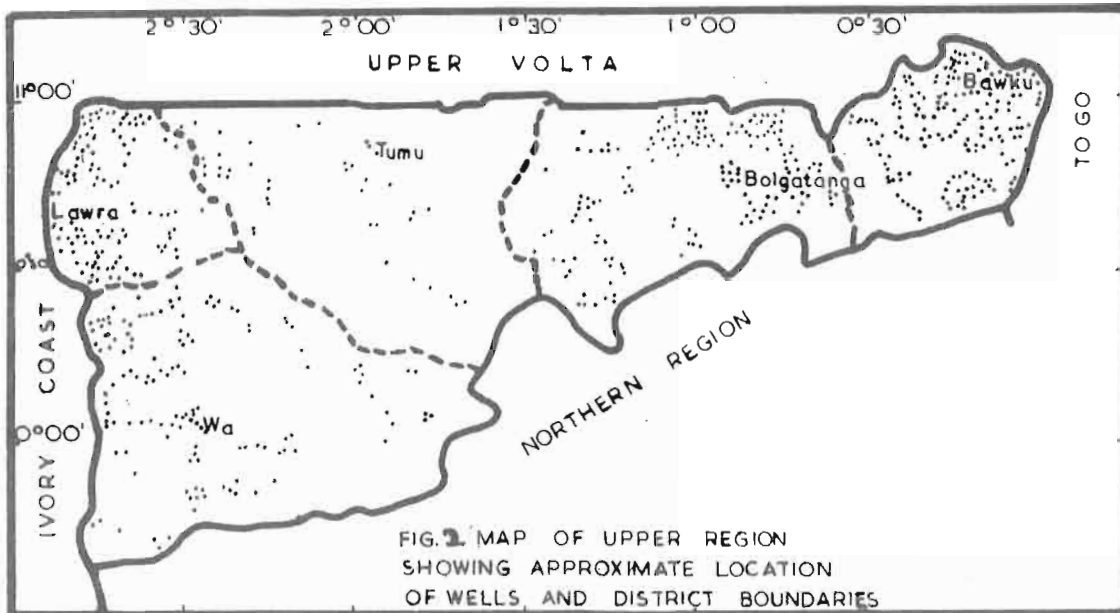 2°30' 2°00' 1°30' 1°00' 0°30'
UPPER VOLTA
11°00'
Bawku
TOGO
Tumu
Bolgatanga
Lawra
IVORY COAST
NORTHERN REGION
0°00'
Wa
FIG. 2 MAP OF UPPER REGION
SHOWING APPROXIMATE LOCATION
OF WELLS AND DISTRICT BOUNDARIES